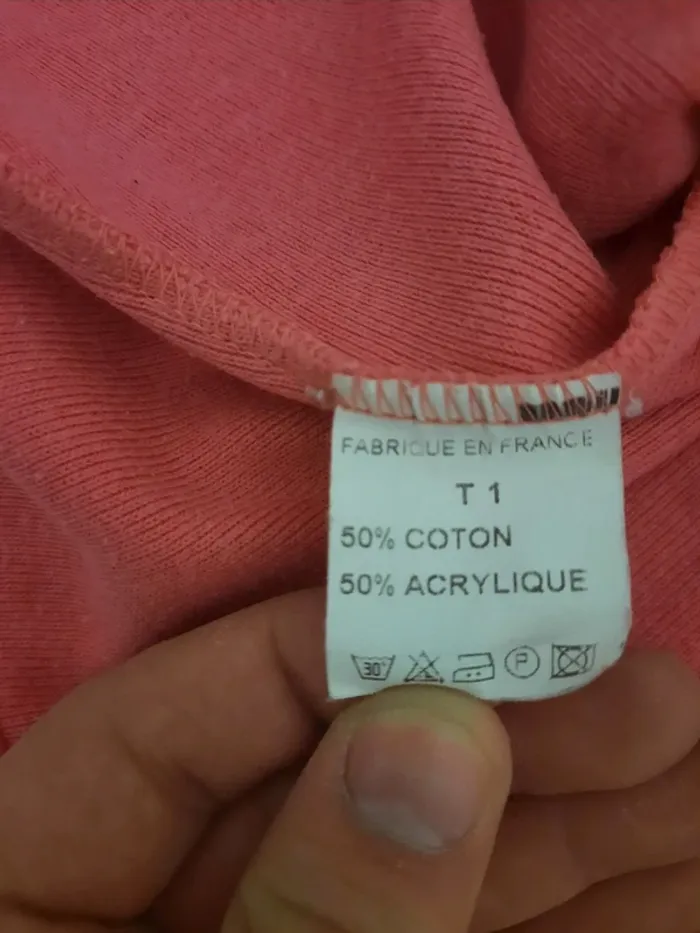 FABRIQUE EN FRANCE
T 1
50% COTON
50% ACRYLIQUE
30°
P